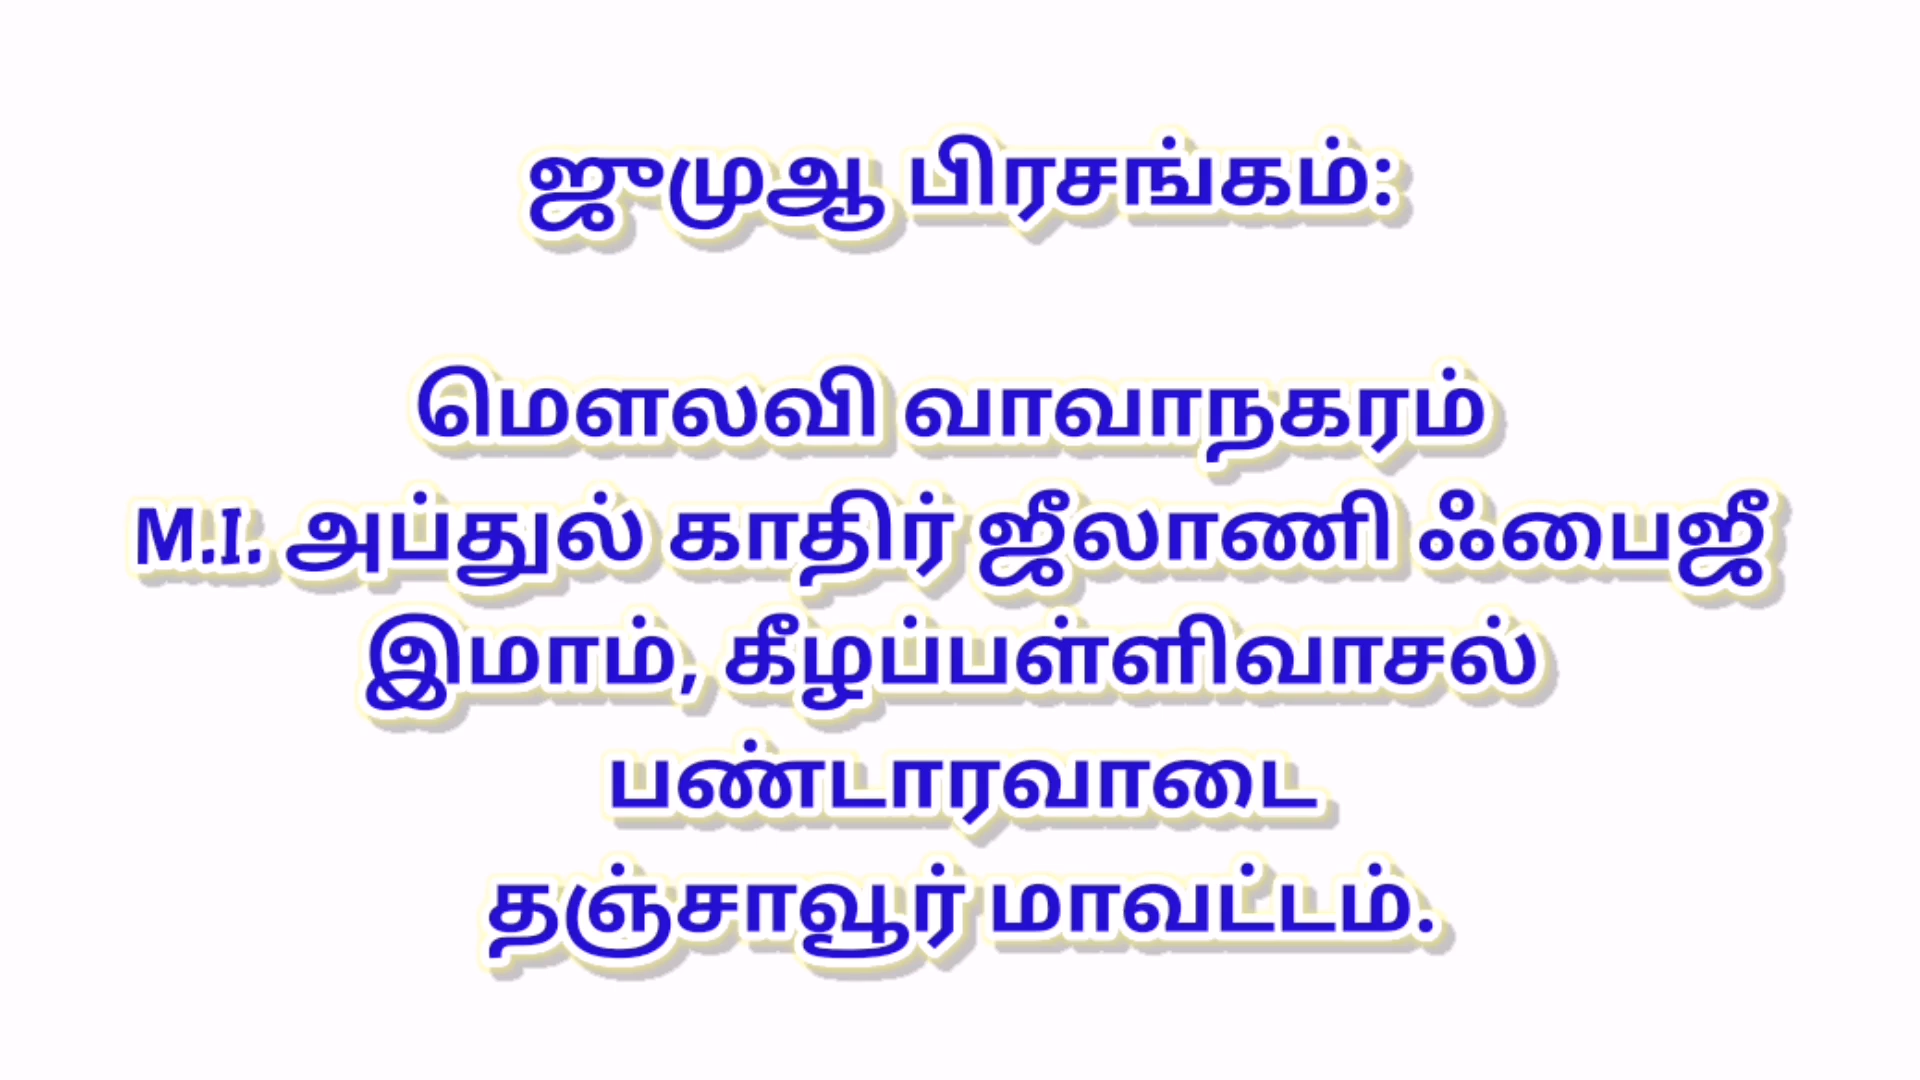 ஜுமுஆ பிரசங்கம்:
மௌலவி வாவாநகரம்
M.I. அப்துல் காதிர் ஜீலாணி ஃபைஜீ
இமாம், கீழப்பள்ளிவாசல்
பண்டாரவாடை
தஞ்சாவூர் மாவட்டம்.